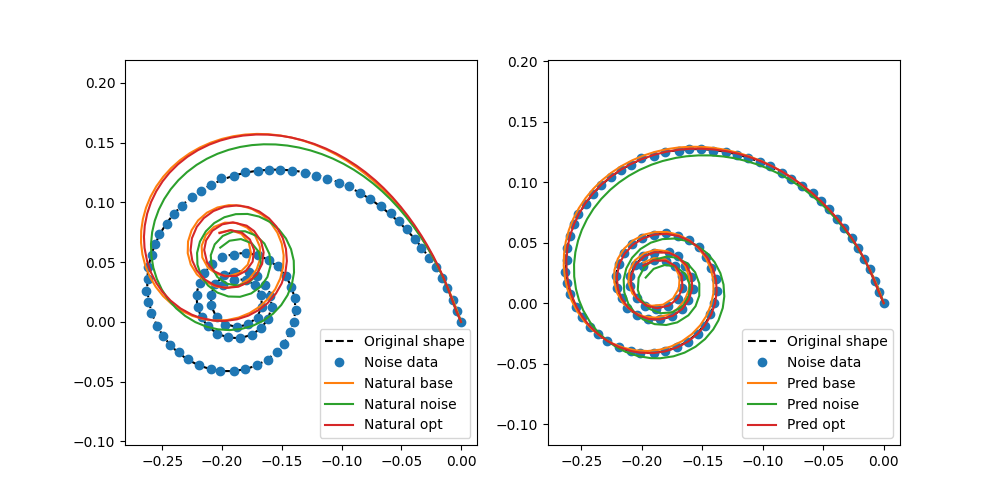 0.20
0.15
0.10
0.05
0.00
−0.05
−0.10
−0.25 −0.20 −0.15 −0.10 −0.05 0.00
Original shape
Noise data
Natural base
Natural noise
Natural opt
0.20
0.15
0.10
0.05
0.00
−0.05
−0.10
−0.25 −0.20 −0.15 −0.10 −0.05 0.00
Original shape
Noise data
Pred base
Pred noise
Pred opt